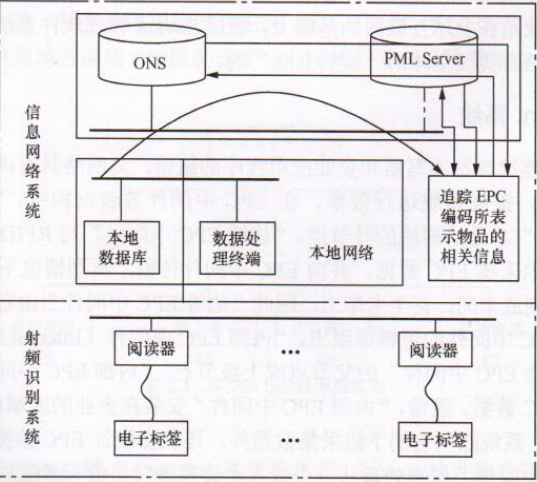 ONS
PML Server
信息网络系统
本地
数据库
数据处
理终端
本地网络
追踪 EPC
编码所表
示物品的
相关信息
射频识别系统
阅读器
…
阅读器
电子标签
…
电子标签